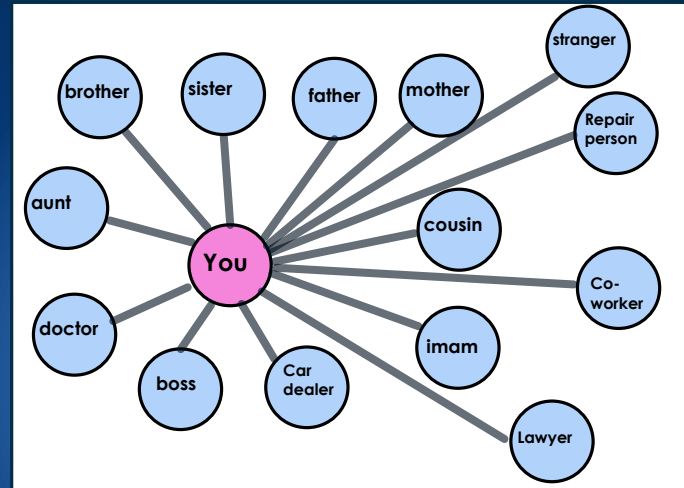 stranger
brother
sister
father
mother
Repair
person
aunt
cousin
You
Co-
worker
doctor
imam
boss
Car
dealer
Lawyer